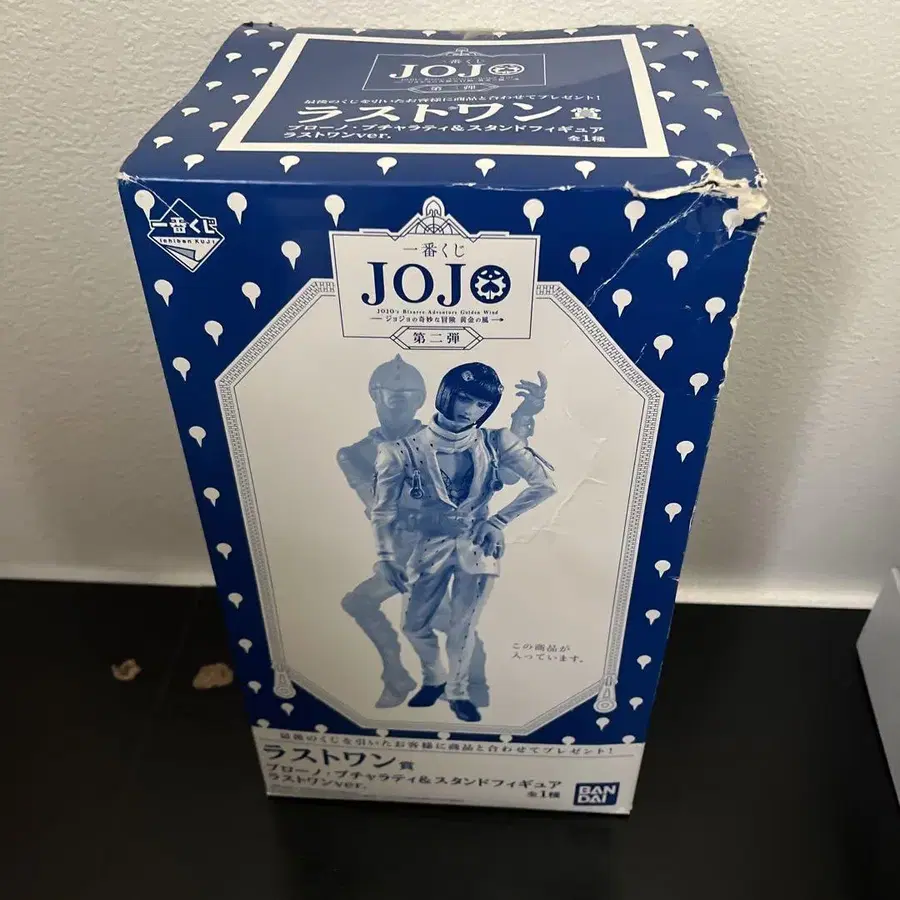 一番くじ
JOJO
第二弾
最後のくじを引いたお客様に商品と合わせてプレゼント！
ラストワン賞
ブローノ・ブチャラティ&スタンドフィギュア
ラストワンver.
全1種
一番くじ
Ichiban KUJI
一番くじ
JOJO
JOJO's Bizarre Adventure Golden Wind
ジョジョの奇妙な冒険 黄金の風
第二弾
この商品が
入っています。
最後のくじを引いたお客様に商品と合わせてプレゼント！
ラストワン賞
ブローノ・ブチャラティ&スタンドフィギュア
ラストワンver.
全1種
BAN
DAI